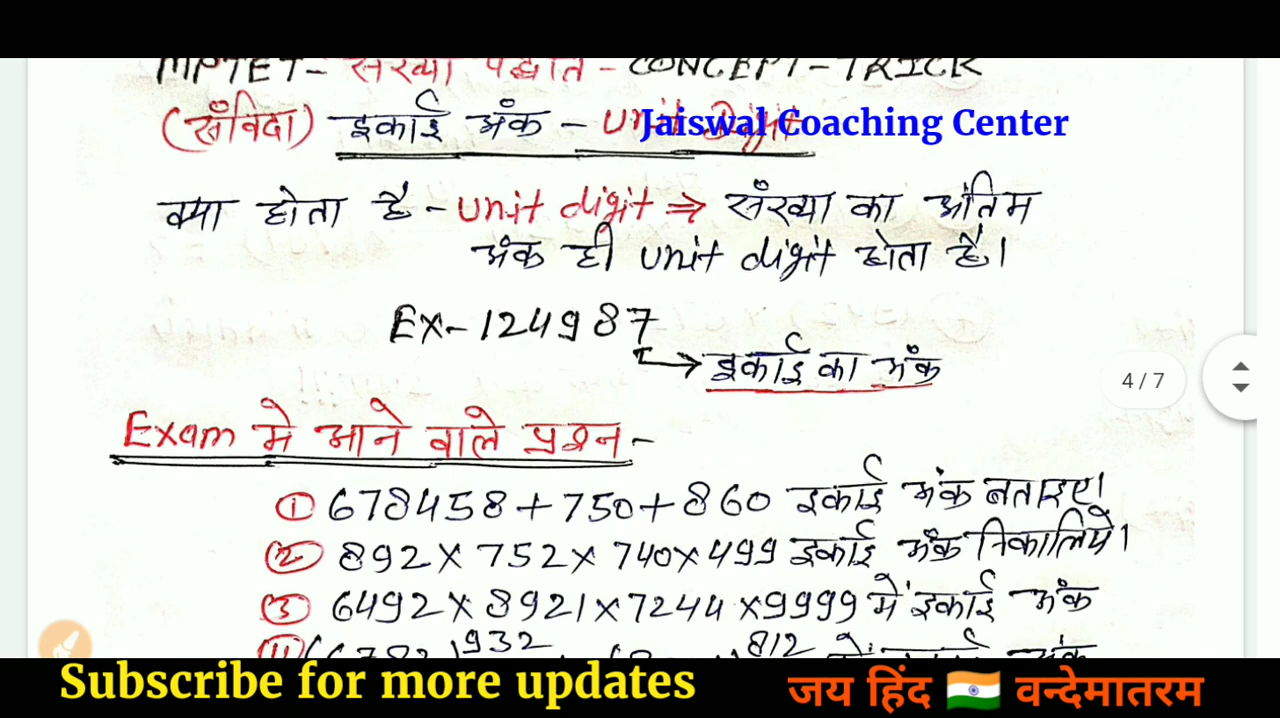 MPTET- संख्या पद्धति - CONCEPT-TRICK
(संविदा) इकाई अंक - unit digit
Jaiswal Coaching Center
क्या होता है - unit digit ⇒ संख्या का अंतिम
अंक ही unit digit होता है।
EX-124987
→ इकाई का अंक
4 / 7
Exam मे आने वाले प्रश्न -
① 678458+750+860 इकाई अंक बताइए।
② 892 × 752 × 740 × 499 इकाई अंक निकालिये।
③ 6492 × 8921 × 7244 × 9999 में इकाई अंक
Subscribe for more updates
जय हिंद 🇮🇳 वन्देमातरम